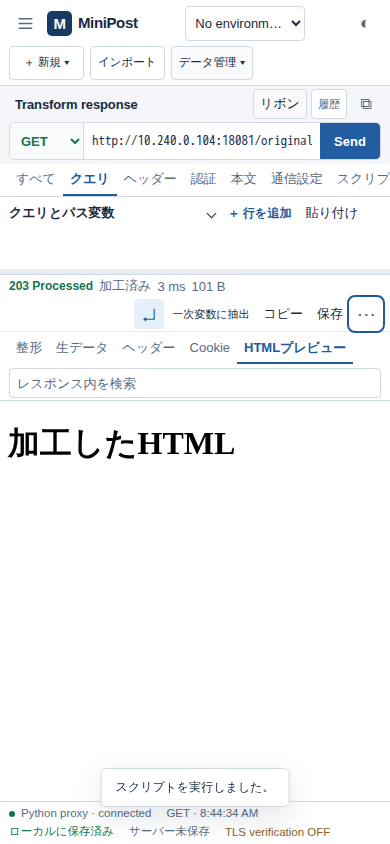 M MiniPost No environm…
＋ 新規 ▾ インポート データ管理 ▾
Transform response リボン 履歴
GET http://10.240.0.104:18081/original Send
すべて クエリ ヘッダー 認証 本文 通信設定 スクリプ
クエリとパス変数 + 行を追加 貼り付け
203 Processed 加工済み 3 ms 101 B
一次変数に抽出 コピー 保存 ···
整形 生データ ヘッダー Cookie HTMLプレビュー
レスポンス内を検索
加工したHTML
スクリプトを実行しました。
Python proxy · connected GET · 8:44:34 AM
ローカルに保存済み サーバー未保存 TLS verification OFF